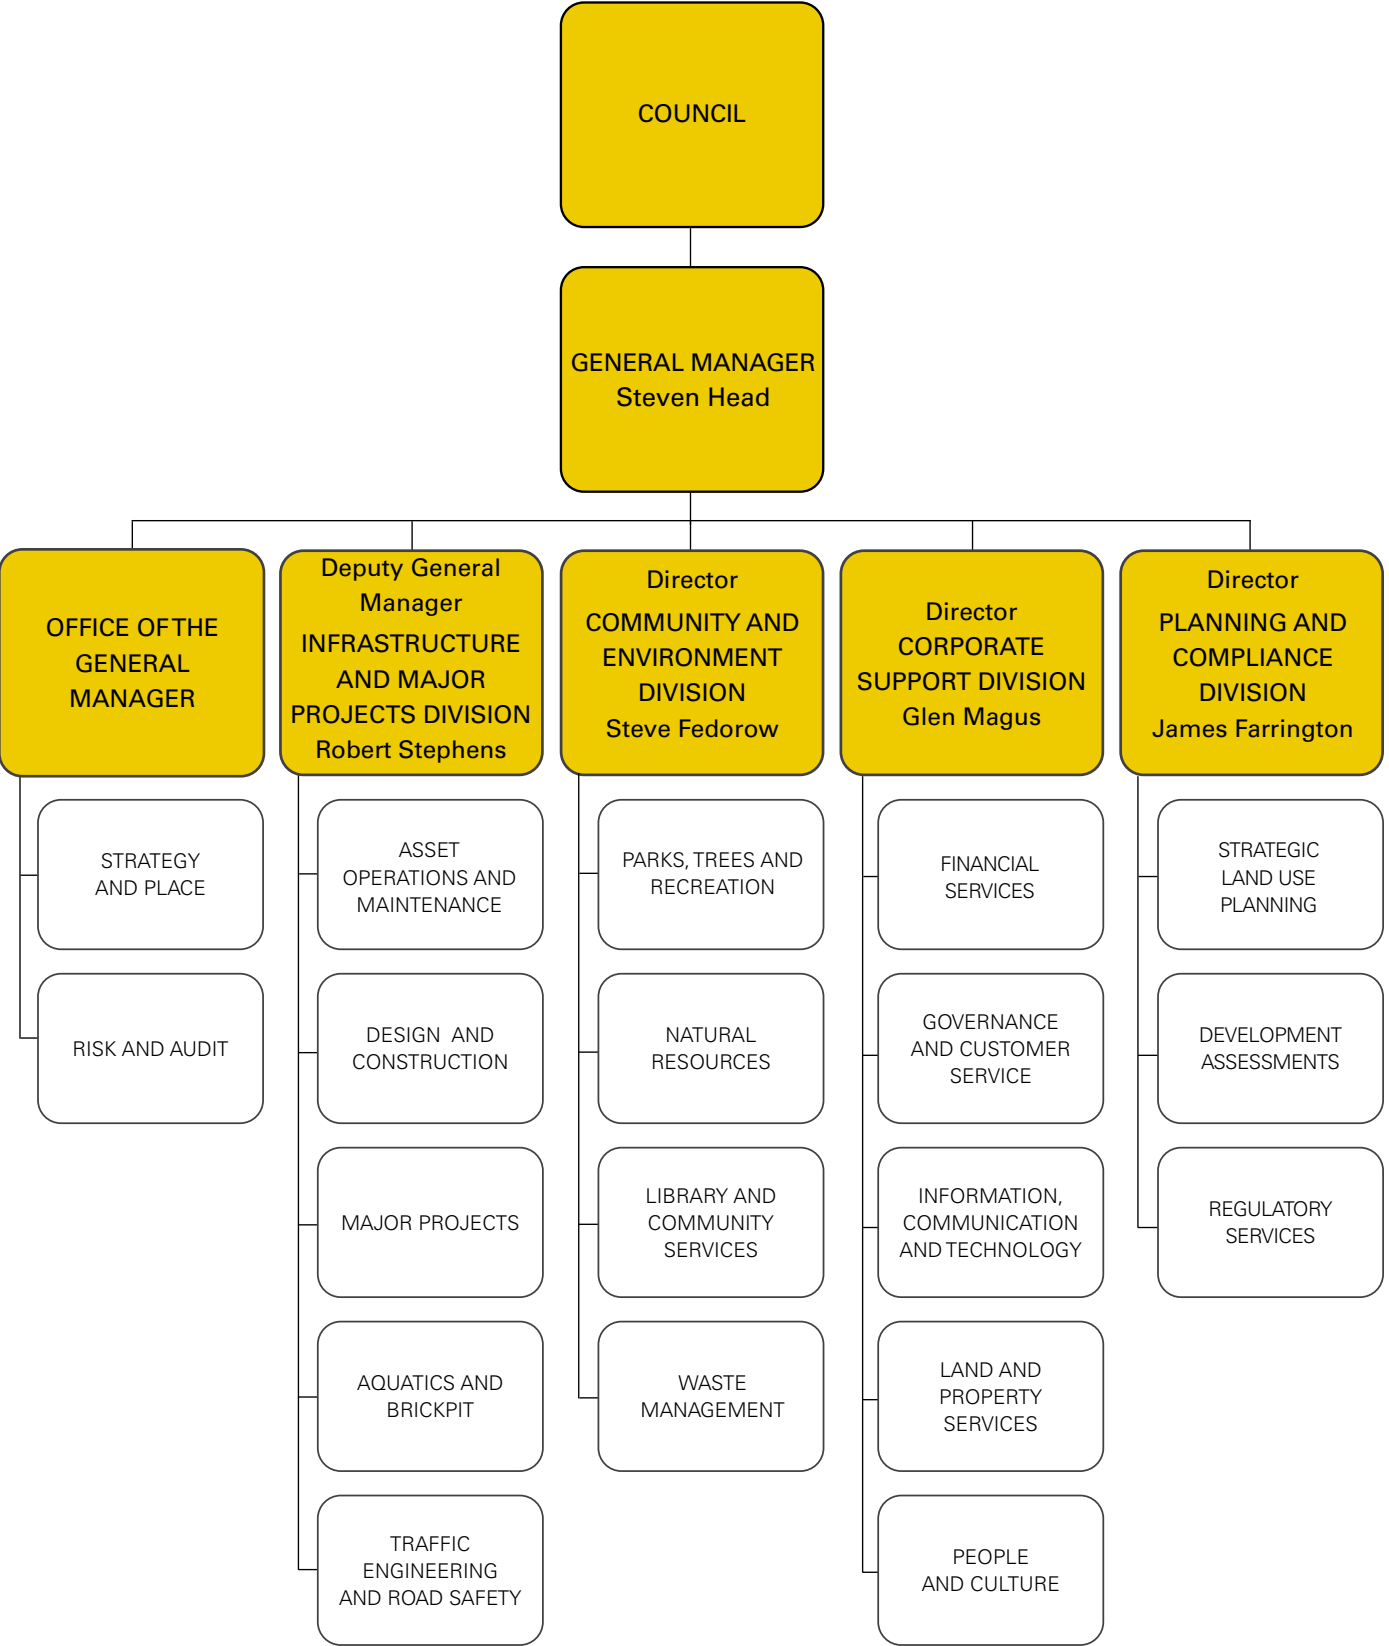 COUNCIL
GENERAL MANAGER
Steven Head
OFFICE OF THE
GENERAL
MANAGER
Deputy General
Manager
INFRASTRUCTURE
AND MAJOR
PROJECTS DIVISION
Robert Stephens
Director
COMMUNITY AND
ENVIRONMENT
DIVISION
Steve Fedorow
Director
CORPORATE
SUPPORT DIVISION
Glen Magus
Director
PLANNING AND
COMPLIANCE
DIVISION
James Farrington
STRATEGY
AND PLACE
RISK AND AUDIT
ASSET
OPERATIONS AND
MAINTENANCE
DESIGN AND
CONSTRUCTION
MAJOR PROJECTS
AQUATICS AND
BRICKPIT
TRAFFIC
ENGINEERING
AND ROAD SAFETY
PARKS, TREES AND
RECREATION
NATURAL
RESOURCES
LIBRARY AND
COMMUNITY
SERVICES
WASTE
MANAGEMENT
FINANCIAL
SERVICES
GOVERNANCE
AND CUSTOMER
SERVICE
INFORMATION,
COMMUNICATION
AND TECHNOLOGY
LAND AND
PROPERTY
SERVICES
PEOPLE
AND CULTURE
STRATEGIC
LAND USE
PLANNING
DEVELOPMENT
ASSESSMENTS
REGULATORY
SERVICES